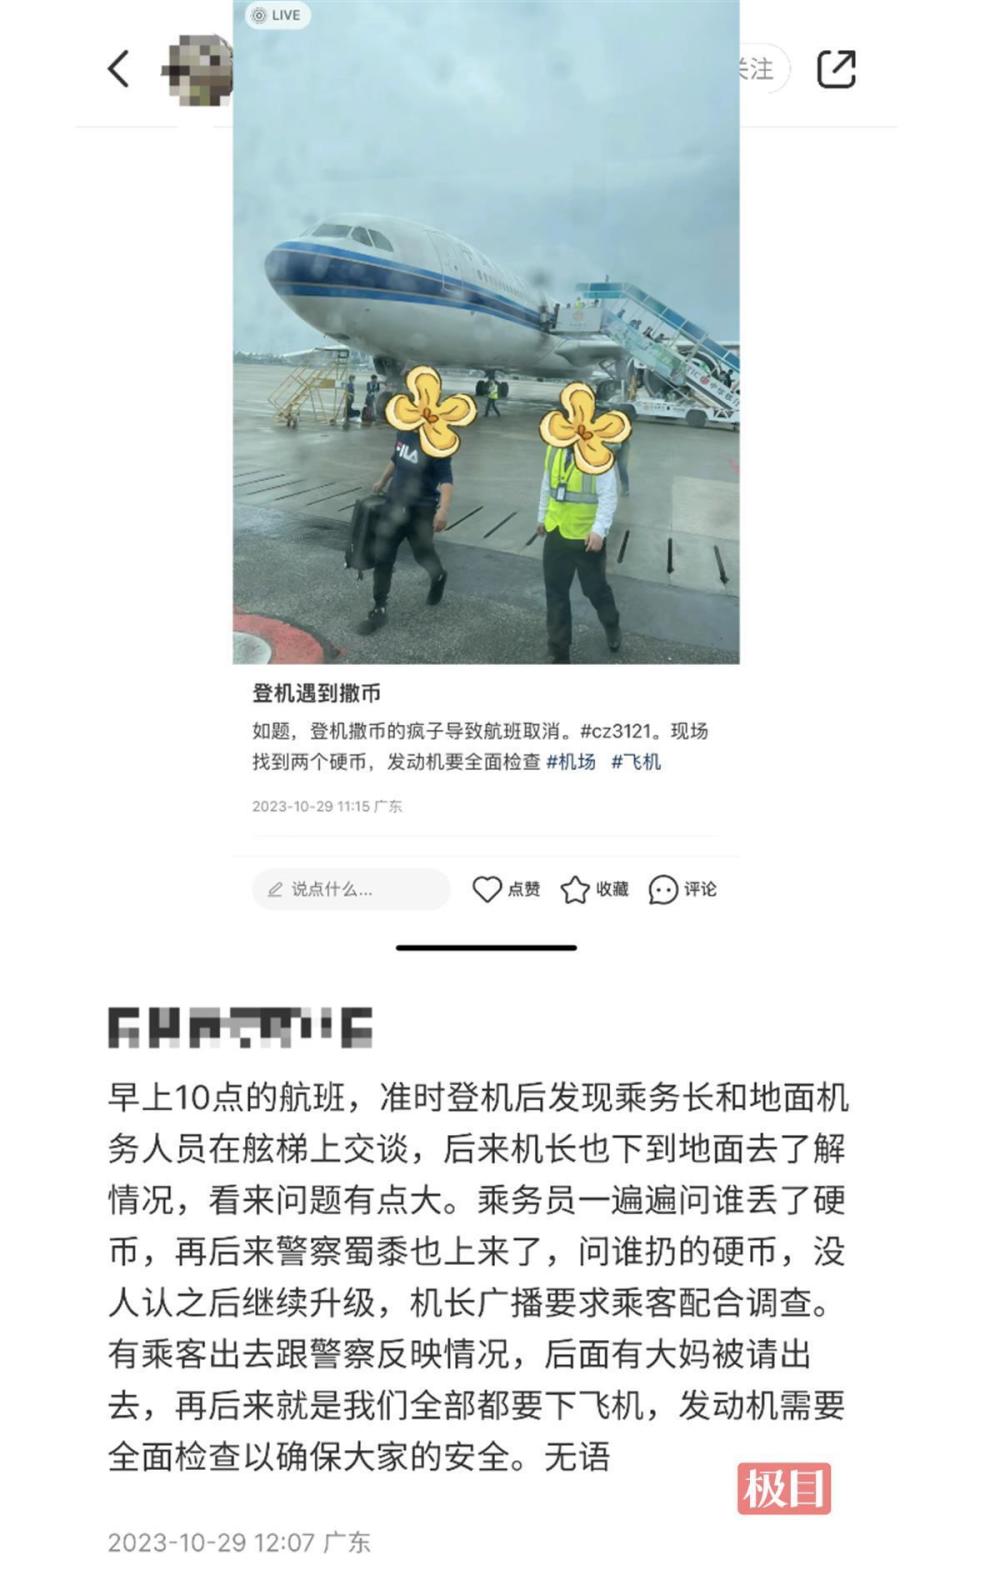 LIVE
关注
FILA
登机遇到撒币
如题，登机撒币的疯子导致航班取消。#cz3121。现场
找到两个硬币，发动机要全面检查 #机场 #飞机
2023-10-29 11:15 广东
说点什么...
点赞
收藏
评论
早上10点的航班，准时登机后发现乘务长和地面机
务人员在舷梯上交谈，后来机长也下到地面去了解
情况，看来问题有点大。乘务员一遍遍问谁丢了硬
币，再后来警察蜀黍也上来了，问谁扔的硬币，没
人认之后继续升级，机长广播要求乘客配合调查。
有乘客出去跟警察反映情况，后面有大妈被请出
去，再后来就是我们全部都要下飞机，发动机需要
全面检查以确保大家的安全。无语
极目
2023-10-29 12:07 广东